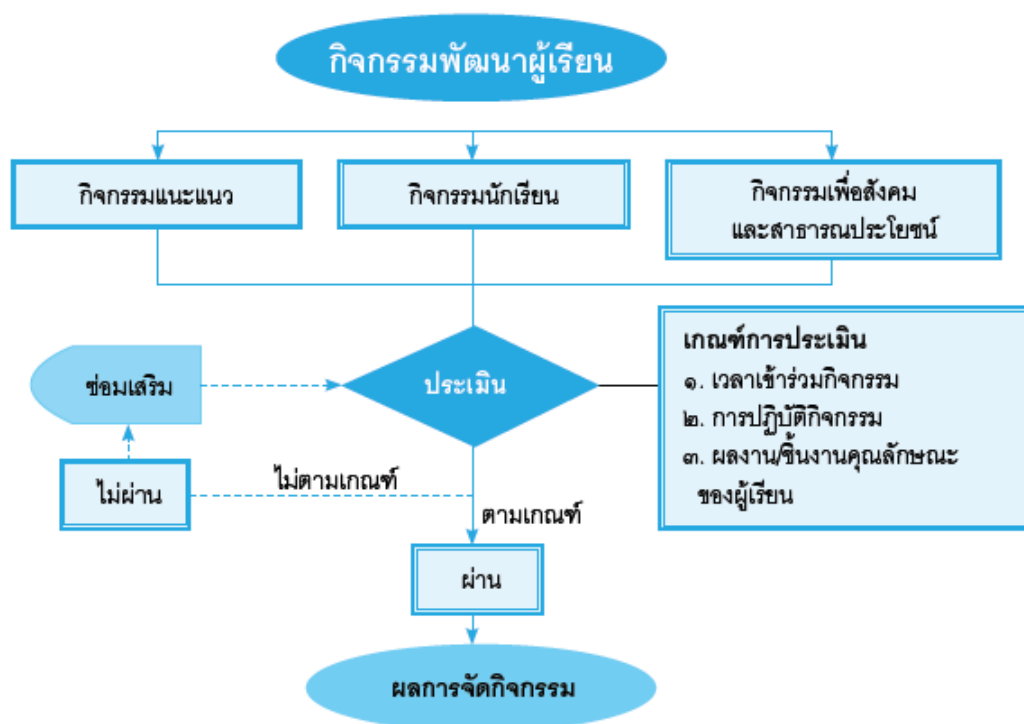 กิจกรรมพัฒนาผู้เรียน
กิจกรรมแนะแนว
กิจกรรมนักเรียน
กิจกรรมเพื่อสังคม
และสาธารณประโยชน์
เกณฑ์การประเมิน
๑. เวลาเข้าร่วมกิจกรรม
๒. การปฏิบัติกิจกรรม
๓. ผลงาน/ชิ้นงานคุณลักษณะ
ของผู้เรียน
ซ่อมเสริม
ประเมิน
ไม่ผ่าน
ไม่ตามเกณฑ์
ตามเกณฑ์
ผ่าน
ผลการจัดกิจกรรม